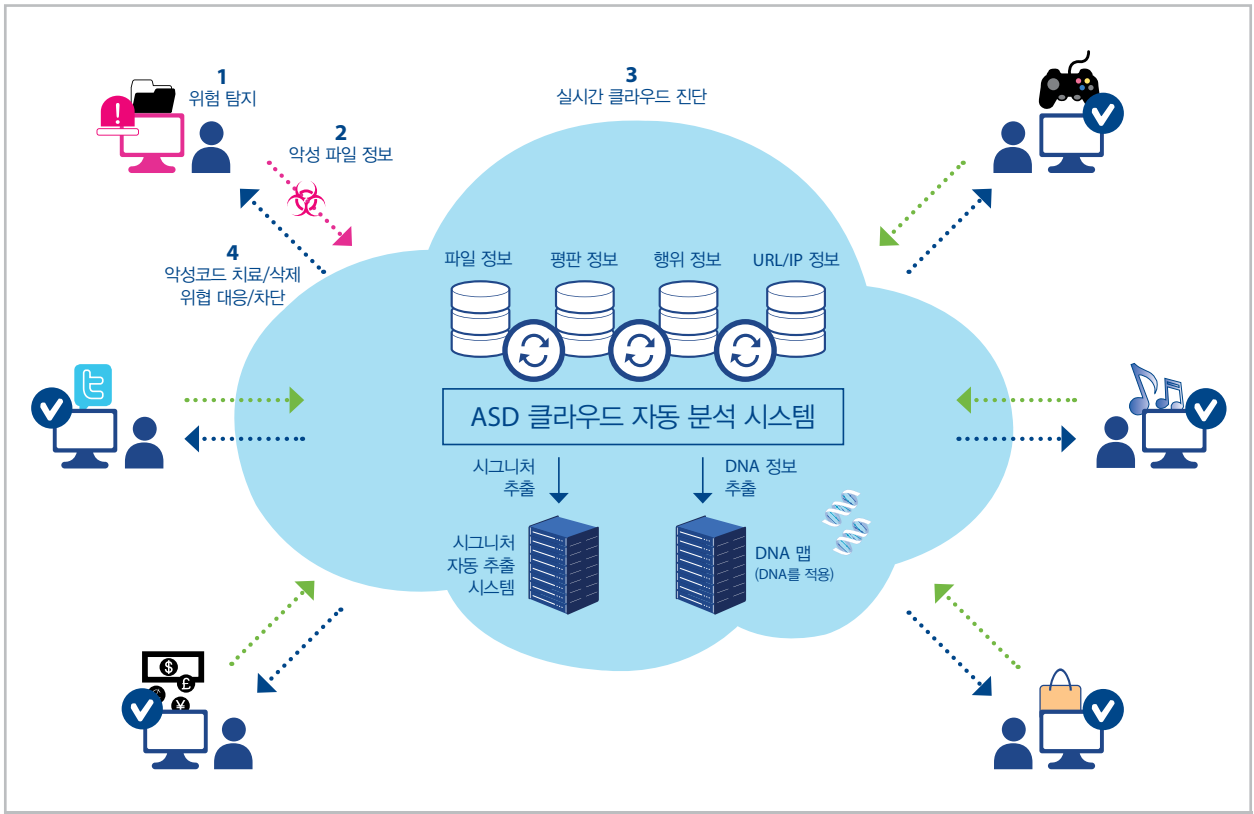 1
위험 탐지
2
악성 파일 정보
3
실시간 클라우드 진단
4
악성코드 치료/삭제
위협 대응/차단
파일 정보
평판 정보
행위 정보
URL/IP 정보
ASD 클라우드 자동 분석 시스템
시그니처
추출
DNA 정보
추출
시그니처
자동 추출
시스템
DNA 맵
(DNA를 적용)